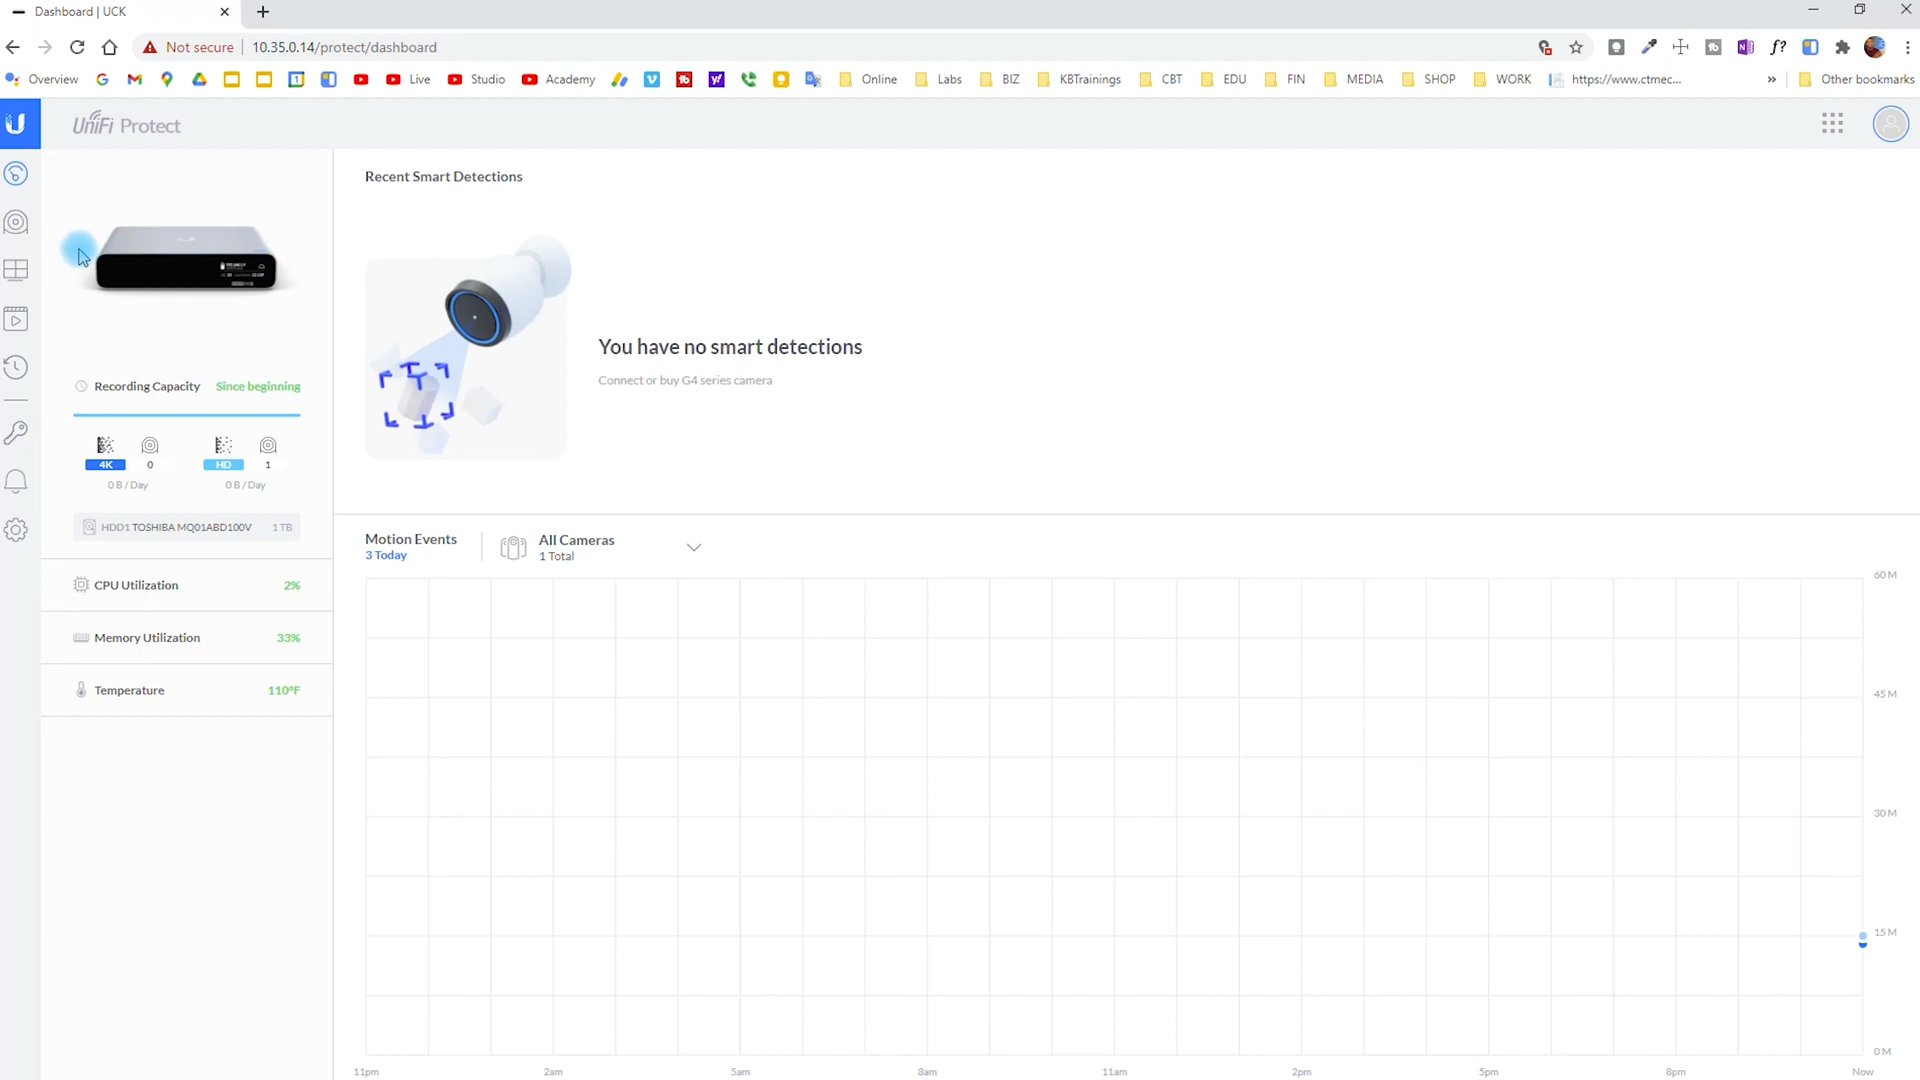 Dashboard | UCK
Not secure
10.35.0.14/protect/dashboard
Overview
Live
Studio
Academy
Online
Labs
BIZ
KBTrainings
CBT
EDU
FIN
MEDIA
SHOP
WORK
https://www.ctmec...
»
Other bookmarks
UniFi Protect
Recent Smart Detections
You have no smart detections
Connect or buy G4 series camera
Recording Capacity
Since beginning
4K
0
HD
1
0 B / Day
0 B / Day
HDD1 TOSHIBA MQ01ABD100V
1 TB
CPU Utilization
2%
Memory Utilization
33%
Temperature
110°F
Motion Events
3 Today
All Cameras
1 Total
60 M
45 M
30 M
15 M
0 M
11pm
2am
5am
8am
11am
2pm
5pm
8pm
Now